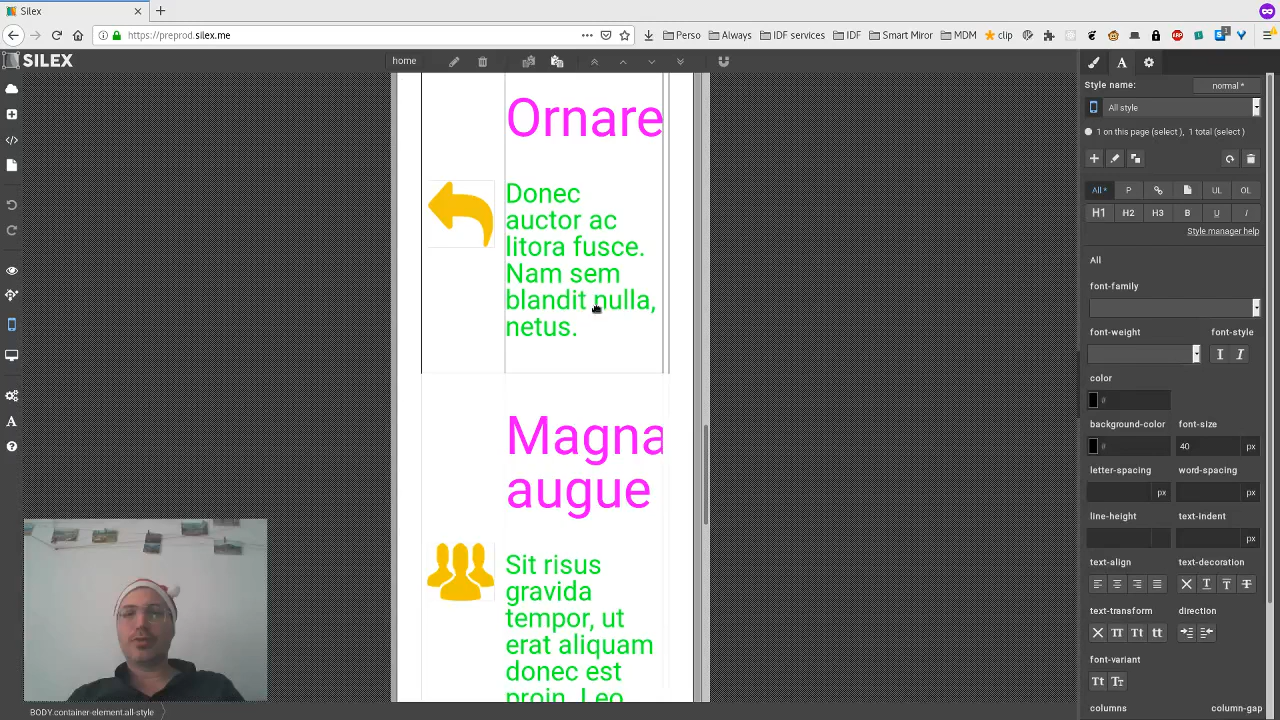 Silex
https://preprod.silex.me
Perso
Always
IDF services
IDF
Smart Miror
MDM
clip
SILEX
home
Style name:
normal *
All style
1 on this page (select ), 1 total (select )
All*
P
UL
OL
H1
H2
H3
B
U
I
Style manager help
All
font-family
font-weight
font-style
color
#
background-color
font-size
#
40
px
letter-spacing
word-spacing
px
px
line-height
text-indent
px
text-align
text-decoration
text-transform
direction
font-variant
columns
column-gap
Ornare
Donec
auctor ac
litora fusce.
Nam sem
blandit nulla,
netus.
Magna
augue
Sit risus
gravida
tempor, ut
erat aliquam
donec est
proin. Leo
BODY.container-element.all-style